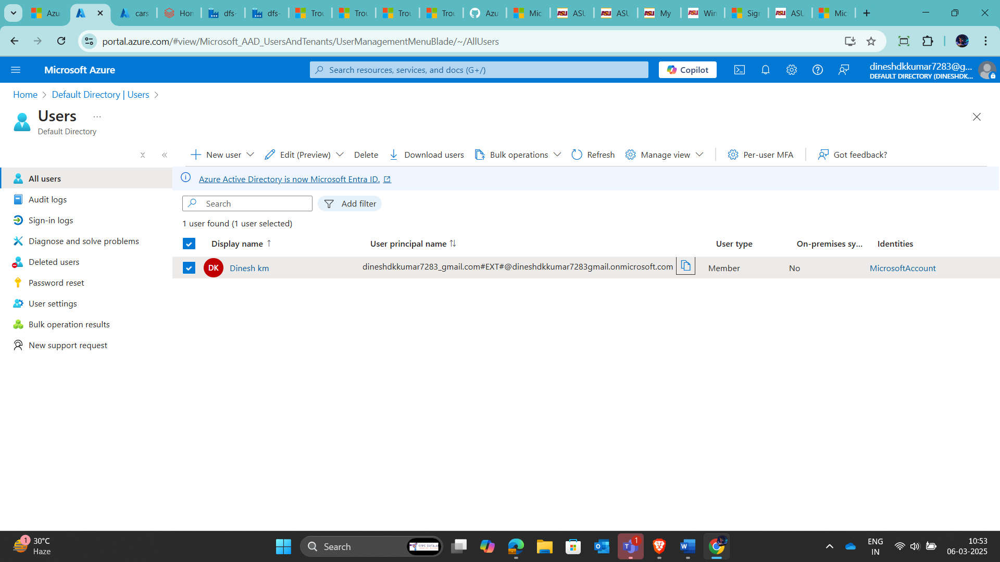 Azu
cars
Hon
dfs-
dfs-
Trou
Trou
Trou
Trou
Azu
Mic
ASU
ASU
My
Win
Sign
ASU
Mic
portal.azure.com/#view/Microsoft_AAD_UsersAndTenants/UserManagementMenuBlade/~/AllUsers
Microsoft Azure
Search resources, services, and docs (G+/)
Copilot
dineshdkkumar7283@g...
DEFAULT DIRECTORY (DINESHDK...
Home
Default Directory | Users
Users
...
Default Directory
New user
Edit (Preview)
Delete
Download users
Bulk operations
Refresh
Manage view
Per-user MFA
Got feedback?
All users
Audit logs
Sign-in logs
Diagnose and solve problems
Deleted users
Password reset
User settings
Bulk operation results
New support request
Azure Active Directory is now Microsoft Entra ID.
Search
Add filter
1 user found (1 user selected)
Display name ↑ User principal name ↑↓ User type On-premises sy... Identities
DK Dinesh km dineshdkkumar7283_gmail.com#EXT#@dineshdkkumar7283gmail.onmicrosoft.com Member No MicrosoftAccount
1
30°C
Haze
Search
1
ENG
IN
10:53
06-03-2025